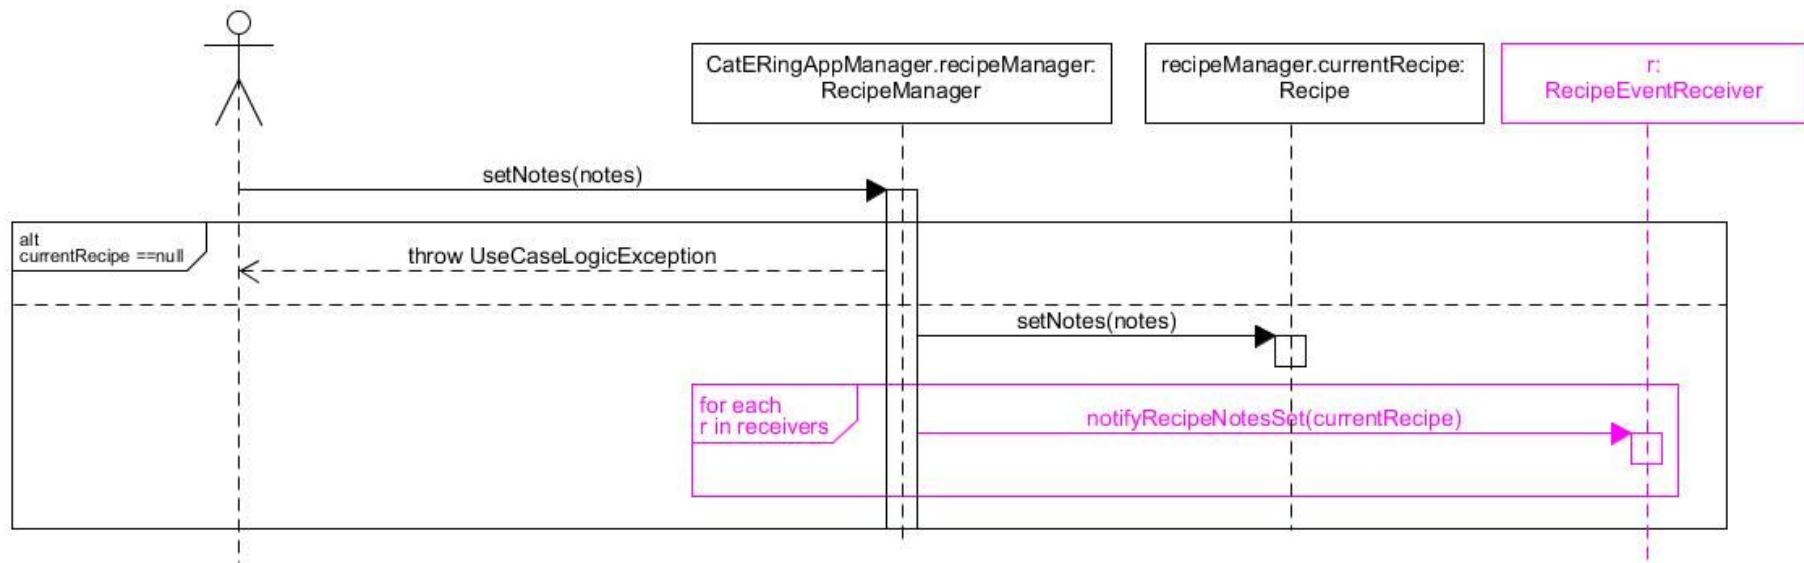 CatERingAppManager.recipeManager:
RecipeManager
recipeManager.currentRecipe:
Recipe
r:
RecipeEventReceiver
setNotes(notes)
alt
currentRecipe ==null
throw UseCaseLogicException
setNotes(notes)
for each
r in receivers
notifyRecipeNotesSet(currentRecipe)